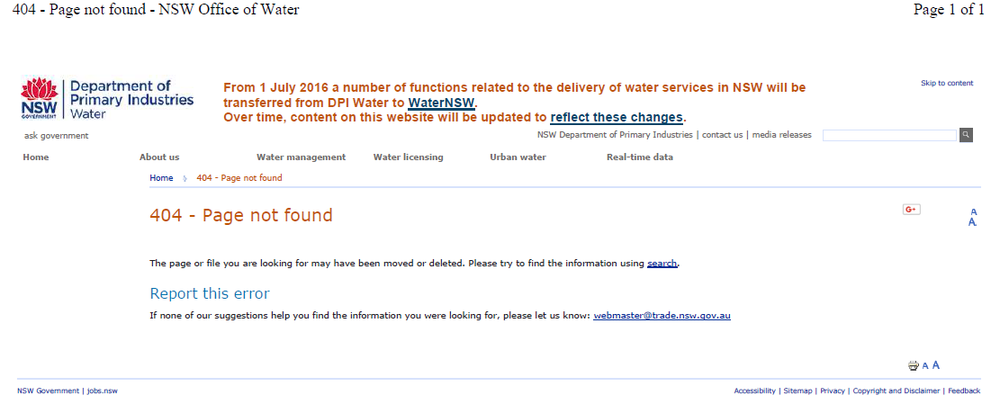 404 - Page not found - NSW Office of Water
Page 1 of 1
NSW
GOVERNMENT
Department of
Primary Industries
Water
From 1 July 2016 a number of functions related to the delivery of water services in NSW will be
transferred from DPI Water to WaterNSW.
Over time, content on this website will be updated to reflect these changes.
Skip to content
ask government
NSW Department of Primary Industries | contact us | media releases
Home About us Water management Water licensing Urban water Real-time data
Home 404 - Page not found
404 - Page not found
G+
A
A
The page or file you are looking for may have been moved or deleted. Please try to find the information using search.
Report this error
If none of our suggestions help you find the information you were looking for, please let us know: webmaster@trade.nsw.gov.au
A A
NSW Government | jobs.nsw
Accessibility | Sitemap | Privacy | Copyright and Disclaimer | Feedback